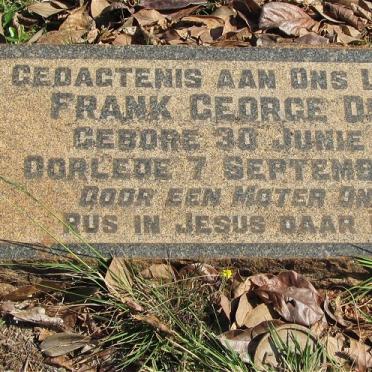 GEDACTENIS AAN ONS
FRANK GEORGE
GEBORE 30 JUNIE
OORLEDE 7 SEPTEMB
DOOR EEN MOTER ON
RUS IN JESUS DAAR